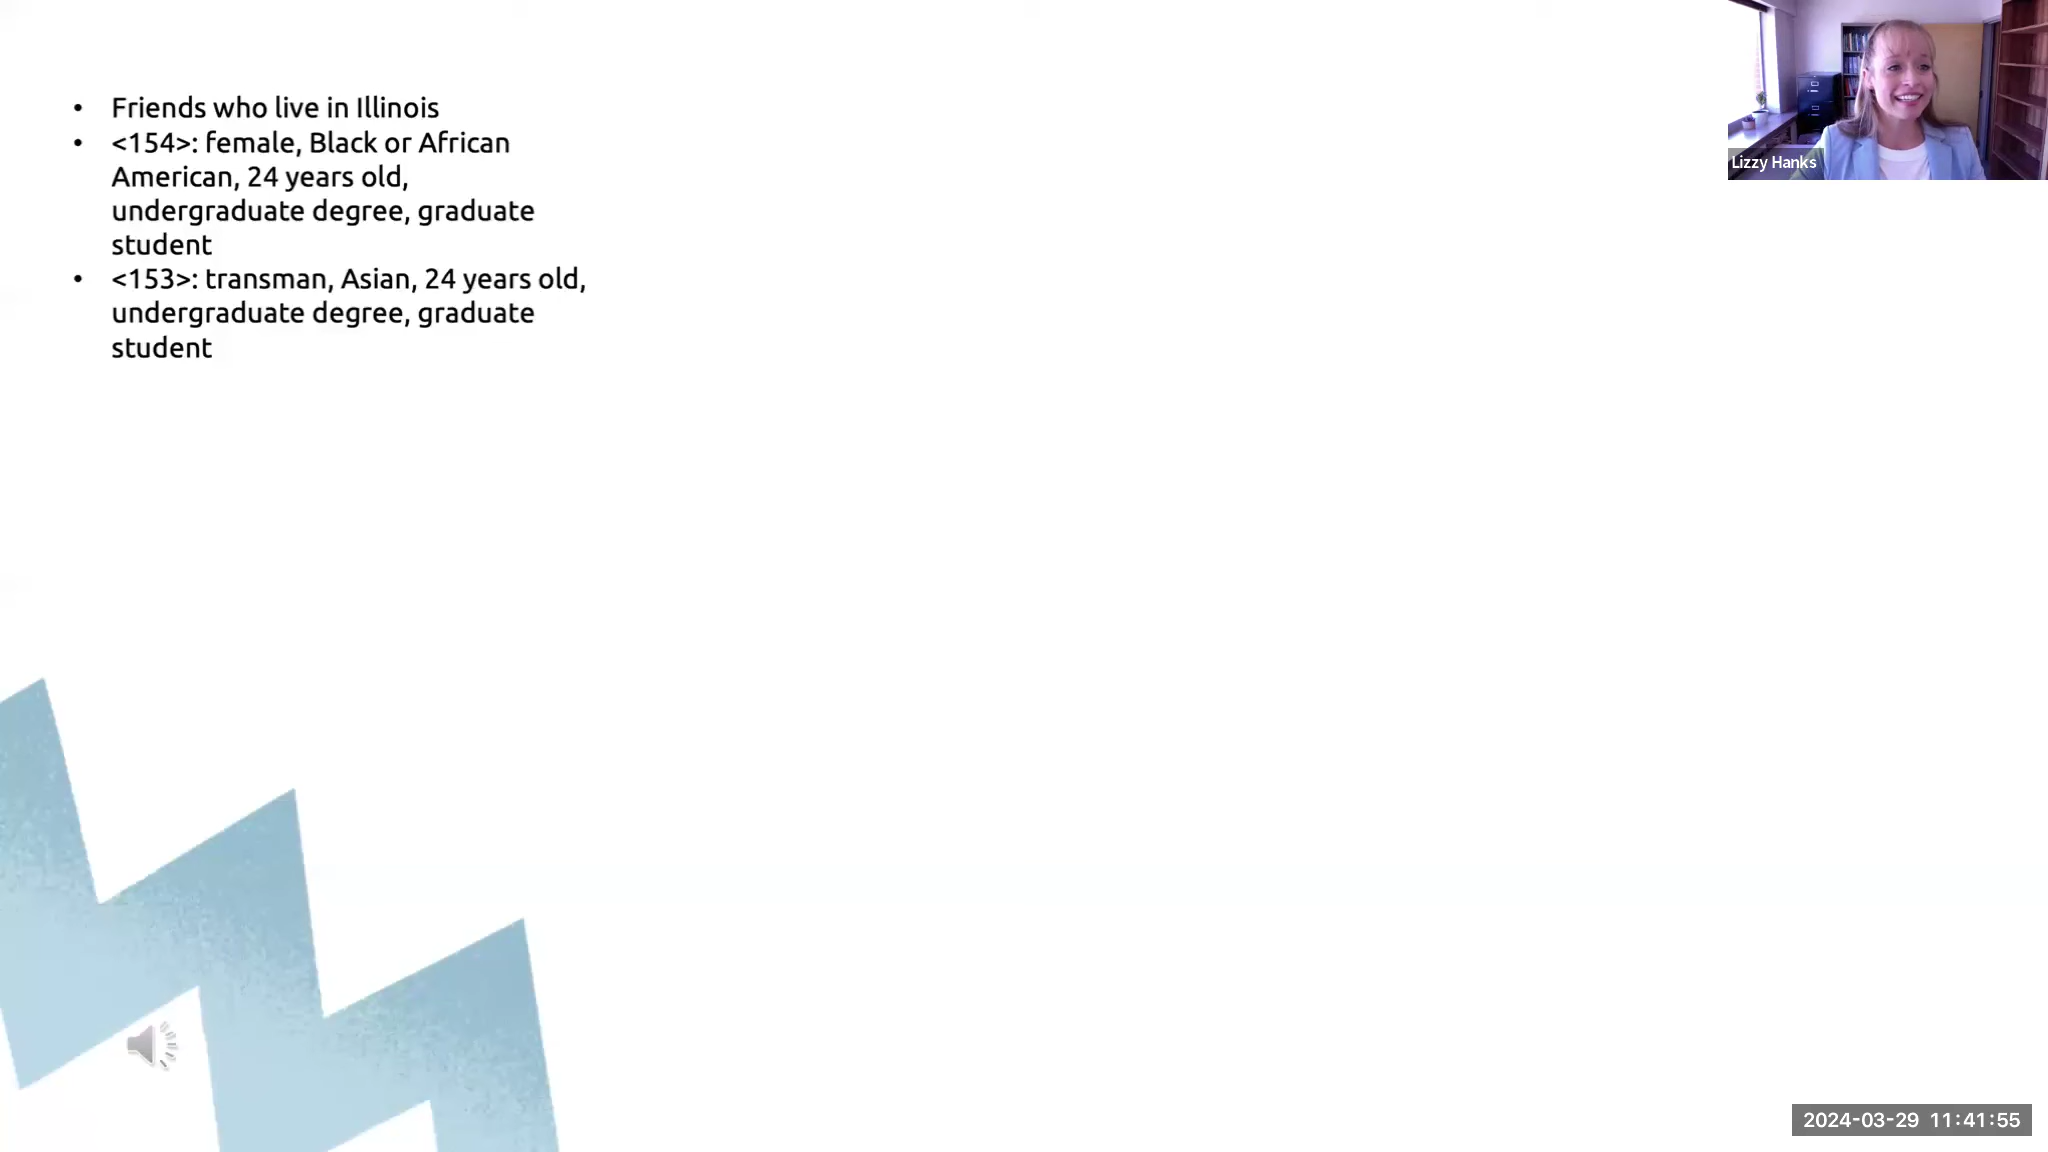 • Friends who live in Illinois
• <154>: female, Black or African
American, 24 years old,
undergraduate degree, graduate
student
• <153>: transman, Asian, 24 years old,
undergraduate degree, graduate
student
Lizzy Hanks
2024-03-29 11:41:55